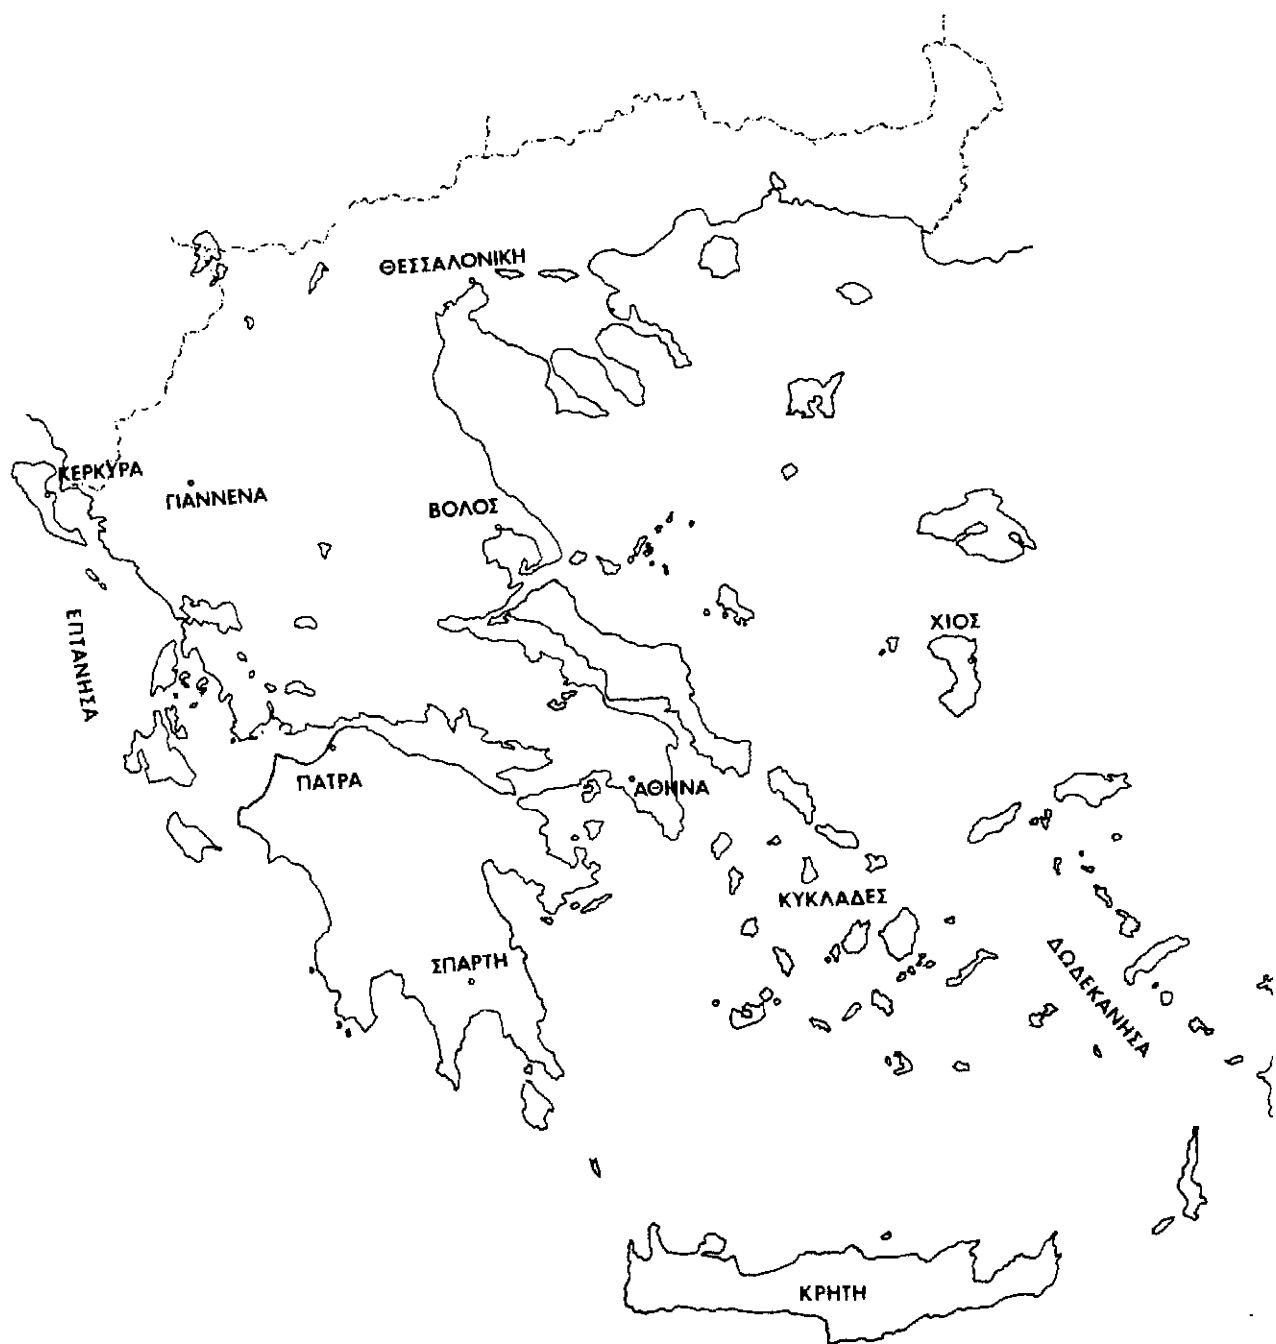 ΘΕΣΣΑΛΟΝΙΚΗ
ΚΕΡΚΥΡΑ
ΓΙΑΝΝΕΝΑ
ΒΟΛΟΣ
ΕΠΤΑΝΗΣΑ
ΧΙΟΣ
ΠΑΤΡΑ
ΑΘΗΝΑ
ΚΥΚΛΑΔΕΣ
ΣΠΑΡΤΗ
ΔΩΔΕΚΑΝΗΣΑ
ΚΡΗΤΗ